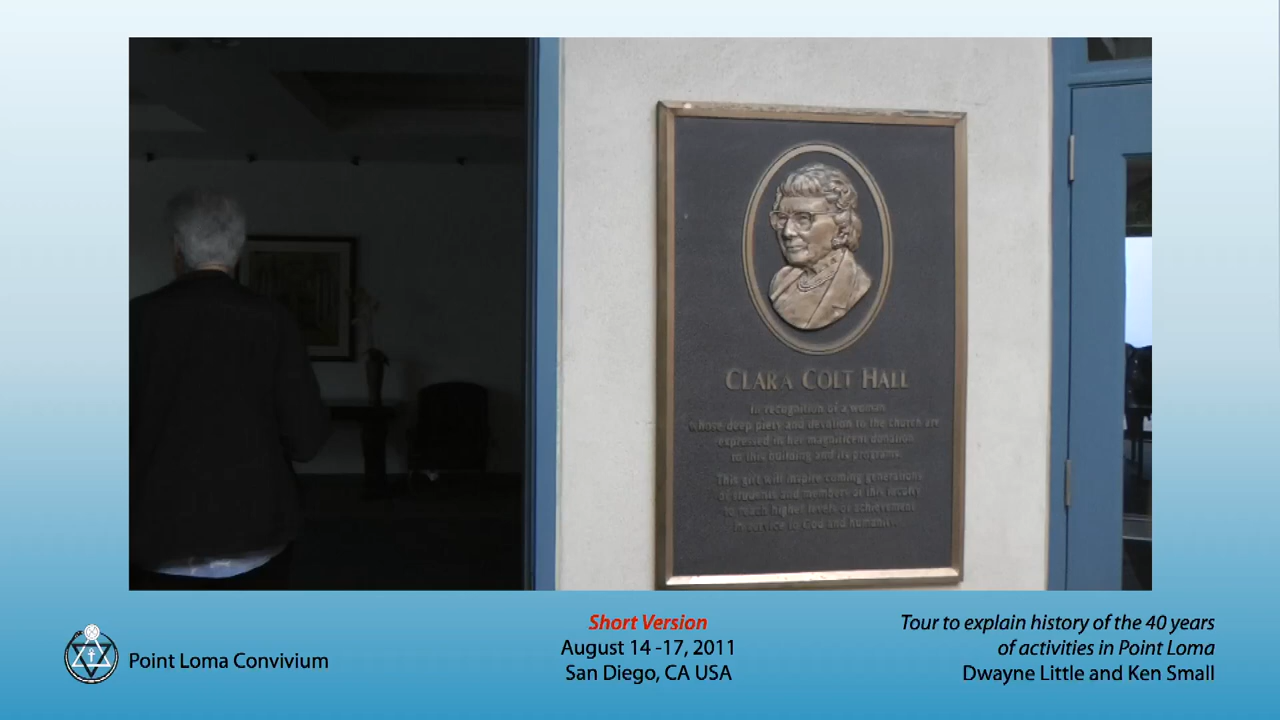 CLARA COLT HALL
In recognition of a woman
whose deep piety and devotion to the church are
expressed in her magnificent donation
to this building and its programs.
This gift will inspire coming generations
of students and members of this faculty
to reach higher levels of achievement
in service to God and humanity.
Point Loma Convivium
Short Version
August 14 -17, 2011
San Diego, CA USA
Tour to explain history of the 40 years
of activities in Point Loma
Dwayne Little and Ken Small